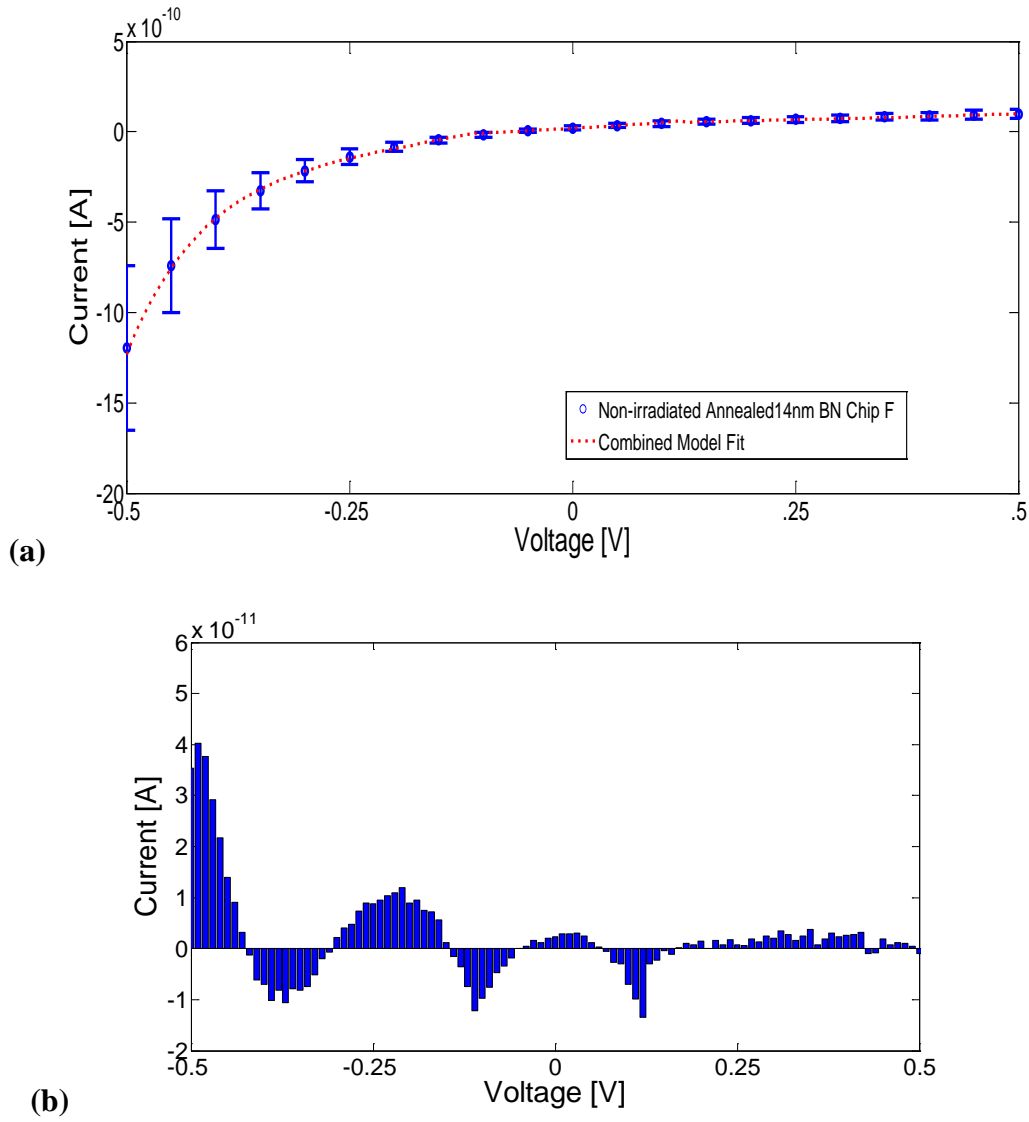 5 x 10^-10
0
-5
-10
-15
-20
Current [A]
Non-irradiated Annealed14nm BN Chip F
Combined Model Fit
-0.5 -0.25 0 .25 .5
Voltage [V]
(a)
6 x 10^-11
5
4
3
2
1
0
-1
-2
Current [A]
-0.5 -0.25 0 0.25 0.5
Voltage [V]
(b)